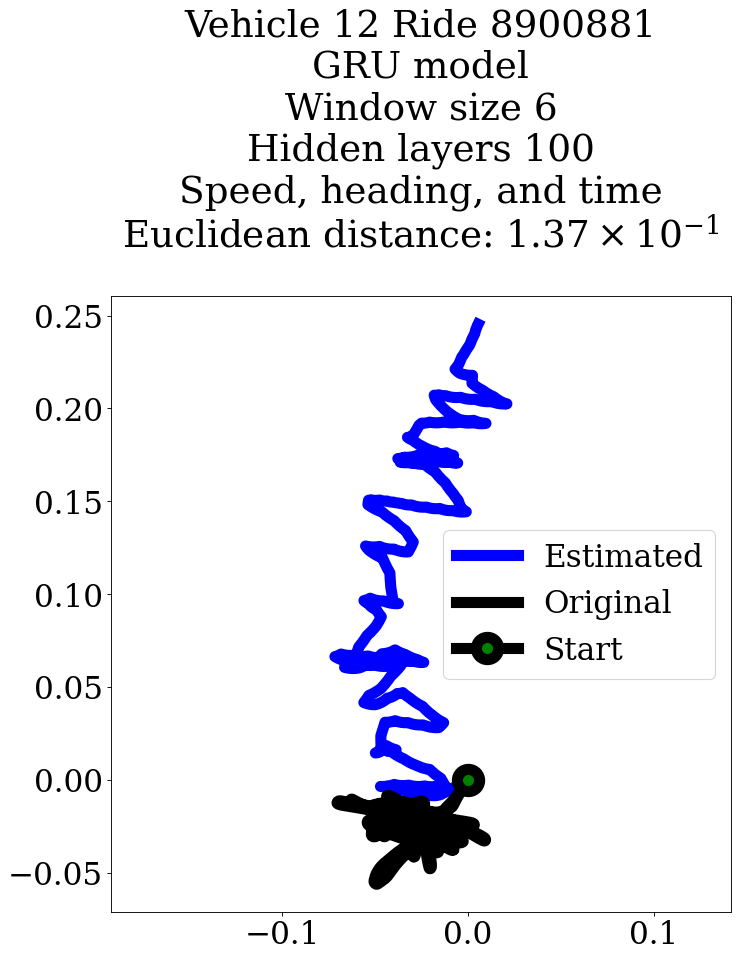 Vehicle 12 Ride 8900881
GRU model
Window size 6
Hidden layers 100
Speed, heading, and time
Euclidean distance: 1.37 × 10⁻¹
0.25
0.20
0.15
Estimated
0.10
Original
Start
0.05
0.00
−0.05
−0.1
0.0
0.1